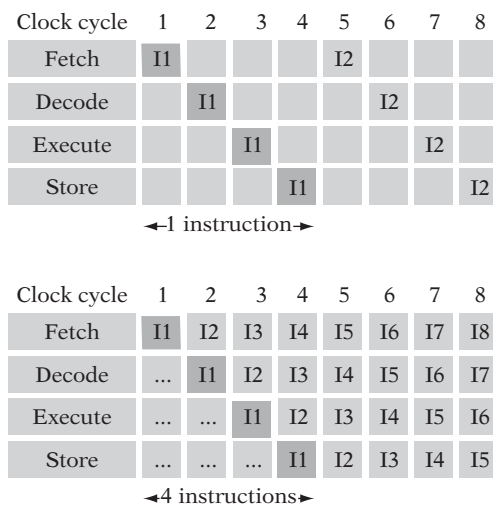 Clock cycle 1 2 3 4 5 6 7 8
Fetch I1 I2
Decode I1 I2
Execute I1 I2
Store I1 I2
1 instruction
Clock cycle 1 2 3 4 5 6 7 8
Fetch I1 I2 I3 I4 I5 I6 I7 I8
Decode ... I1 I2 I3 I4 I5 I6 I7
Execute ... ... I1 I2 I3 I4 I5 I6
Store ... ... ... I1 I2 I3 I4 I5
4 instructions